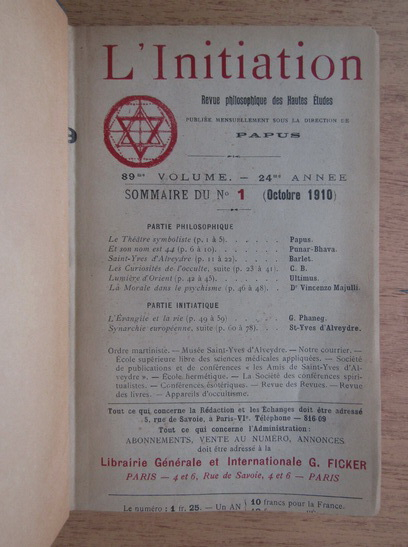 L'Initiation
Revue philosophique des Hautes Études
PUBLIÉE MENSUELLEMENT SOUS LA DIRECTION DE
PAPUS
89me VOLUME. — 24me ANNÉE
SOMMAIRE DU No 1 (Octobre 1910)
PARTIE PHILOSOPHIQUE
Le Théâtre symboliste (p. 1 à 5). . . . . . Papus.
Et son nom est 44 (p. 6 à 10). . . . . . . Punar-Bhava.
Saint-Yves d'Alveydre (p. 11 à 22). . . . . Barlet.
Les Curiosités de l'occulte, suite (p. 23 à 41). C. B.
Lumière d'Orient (p. 42 à 45). . . . . . . Ultimus.
La Morale dans le psychisme (p. 46 à 48). . Dr Vincenzo Majulli.
PARTIE INITIATIQUE
L'Évangile et la vie (p. 49 à 59). . . . . . G. Phaneg.
Synarchie européenne, suite (p. 60 à 78). . . St-Yves d'Alveydre.
Ordre martiniste. — Musée Saint-Yves d'Alveydre. — Notre courrier. —
École supérieure libre des sciences médicales appliquées. — Société
de publications et de conférences « les Amis de Saint-Yves d'Al-
veydre ». — École hermétique. — La Société des conférences spiri-
tualistes. — Conférences ésotériques. — Revue des Revues. — Revue
des livres. — Appareils d'occultisme.
Tout ce qui concerne la Rédaction et les Echanges doit être adressé
5, rue de Savoie, à Paris-VIe. Téléphone — 816-09
Tout ce qui concerne l'Administration:
ABONNEMENTS, VENTE AU NUMÉRO, ANNONCES
doit être adressé à la
Librairie Générale et Internationale G. FICKER
PARIS — 4 et 6, Rue de Savoie, 4 et 6 — PARIS
Le numéro : 1 fr. 25. — UN AN 10 francs pour la France.